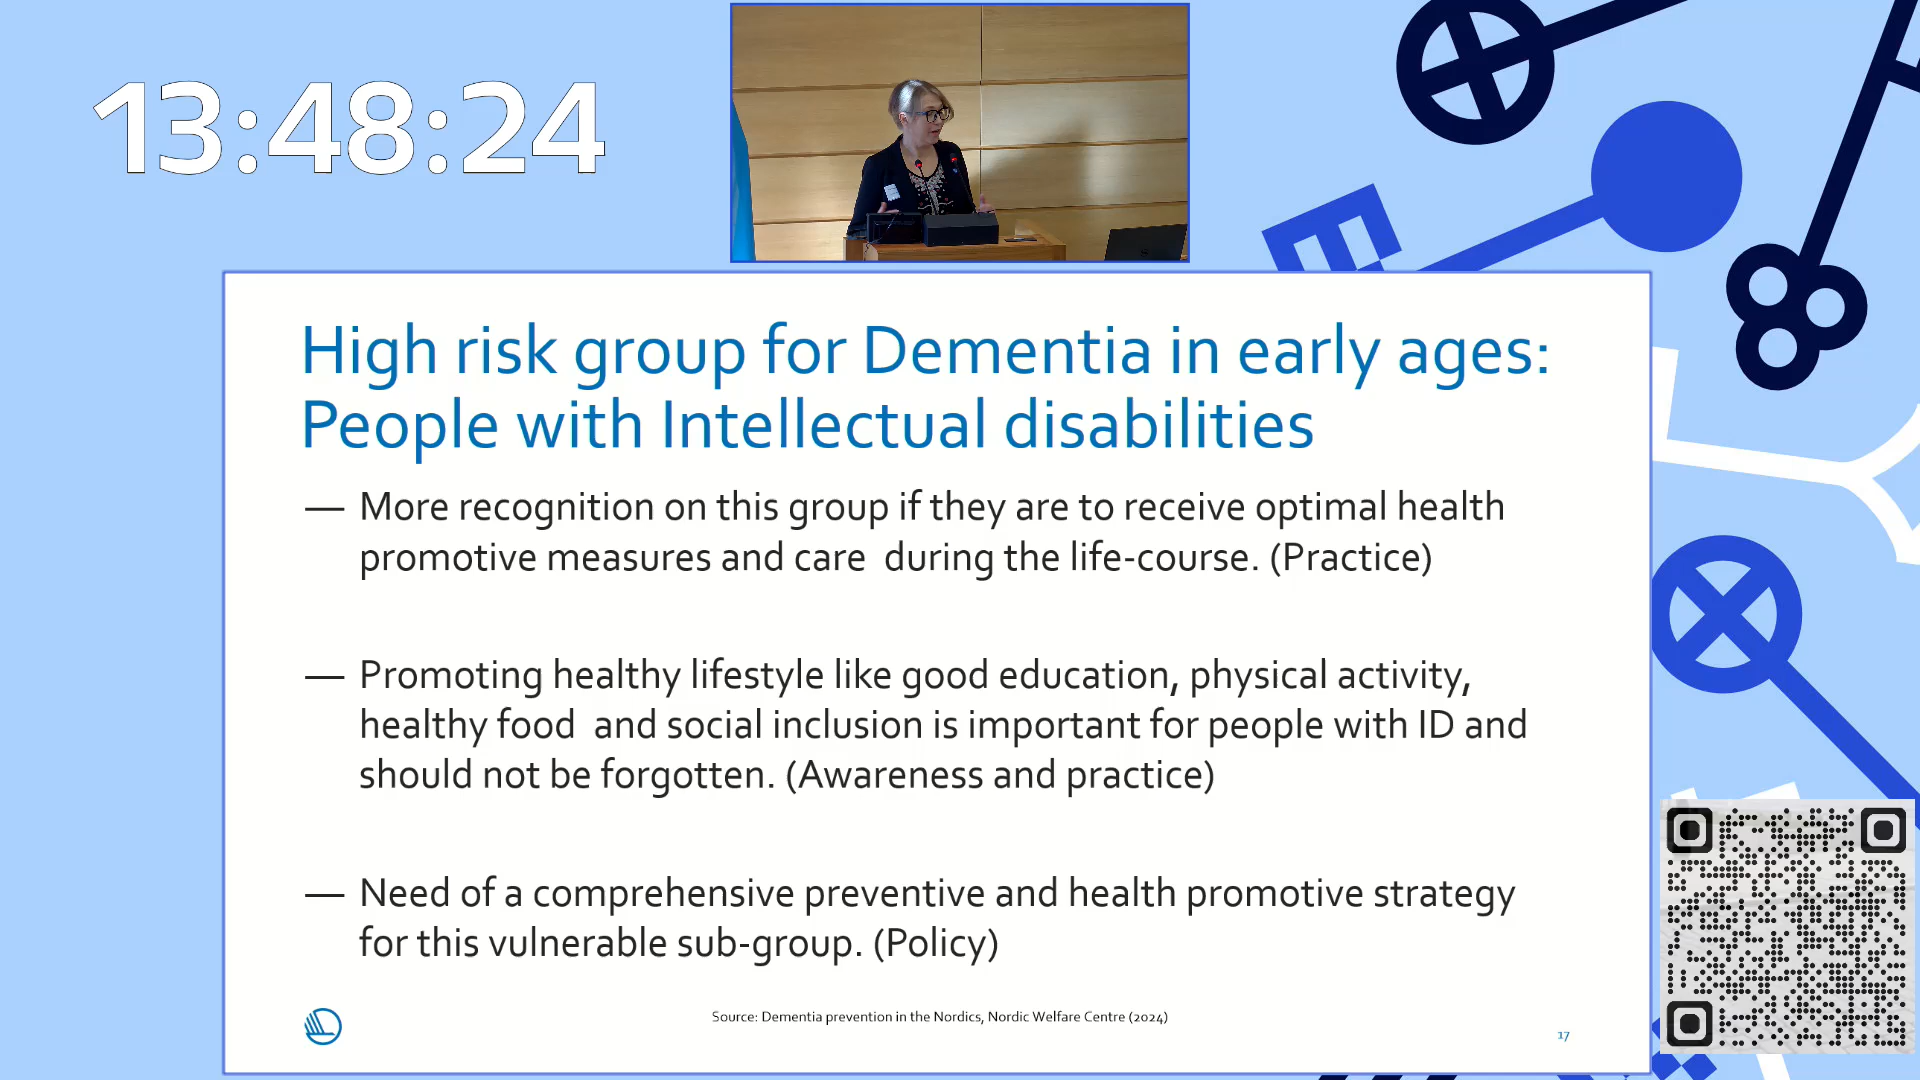 13:48:24
High risk group for Dementia in early ages:
People with Intellectual disabilities
— More recognition on this group if they are to receive optimal health
promotive measures and care  during the life-course. (Practice)
— Promoting healthy lifestyle like good education, physical activity,
healthy food  and social inclusion is important for people with ID and
should not be forgotten. (Awareness and practice)
— Need of a comprehensive preventive and health promotive strategy
for this vulnerable sub-group. (Policy)
Source: Dementia prevention in the Nordics, Nordic Welfare Centre (2024)
17